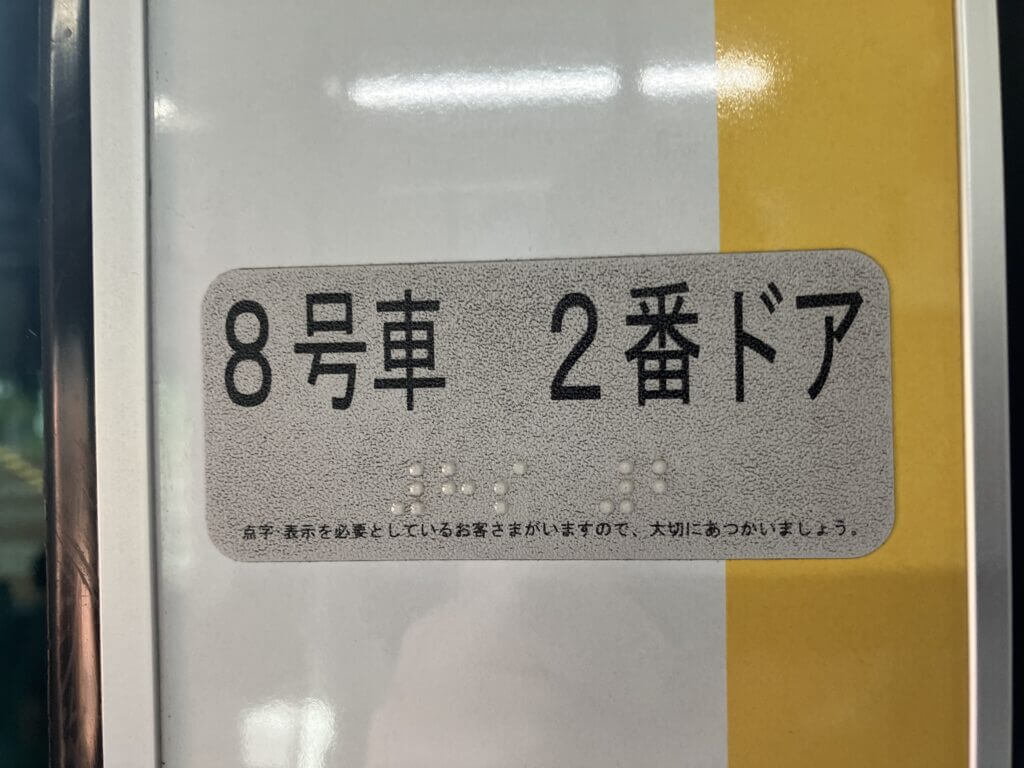 8号車 2番ドア
点字・表示を必要としているお客さまがいますので、大切にあつかいましょう。